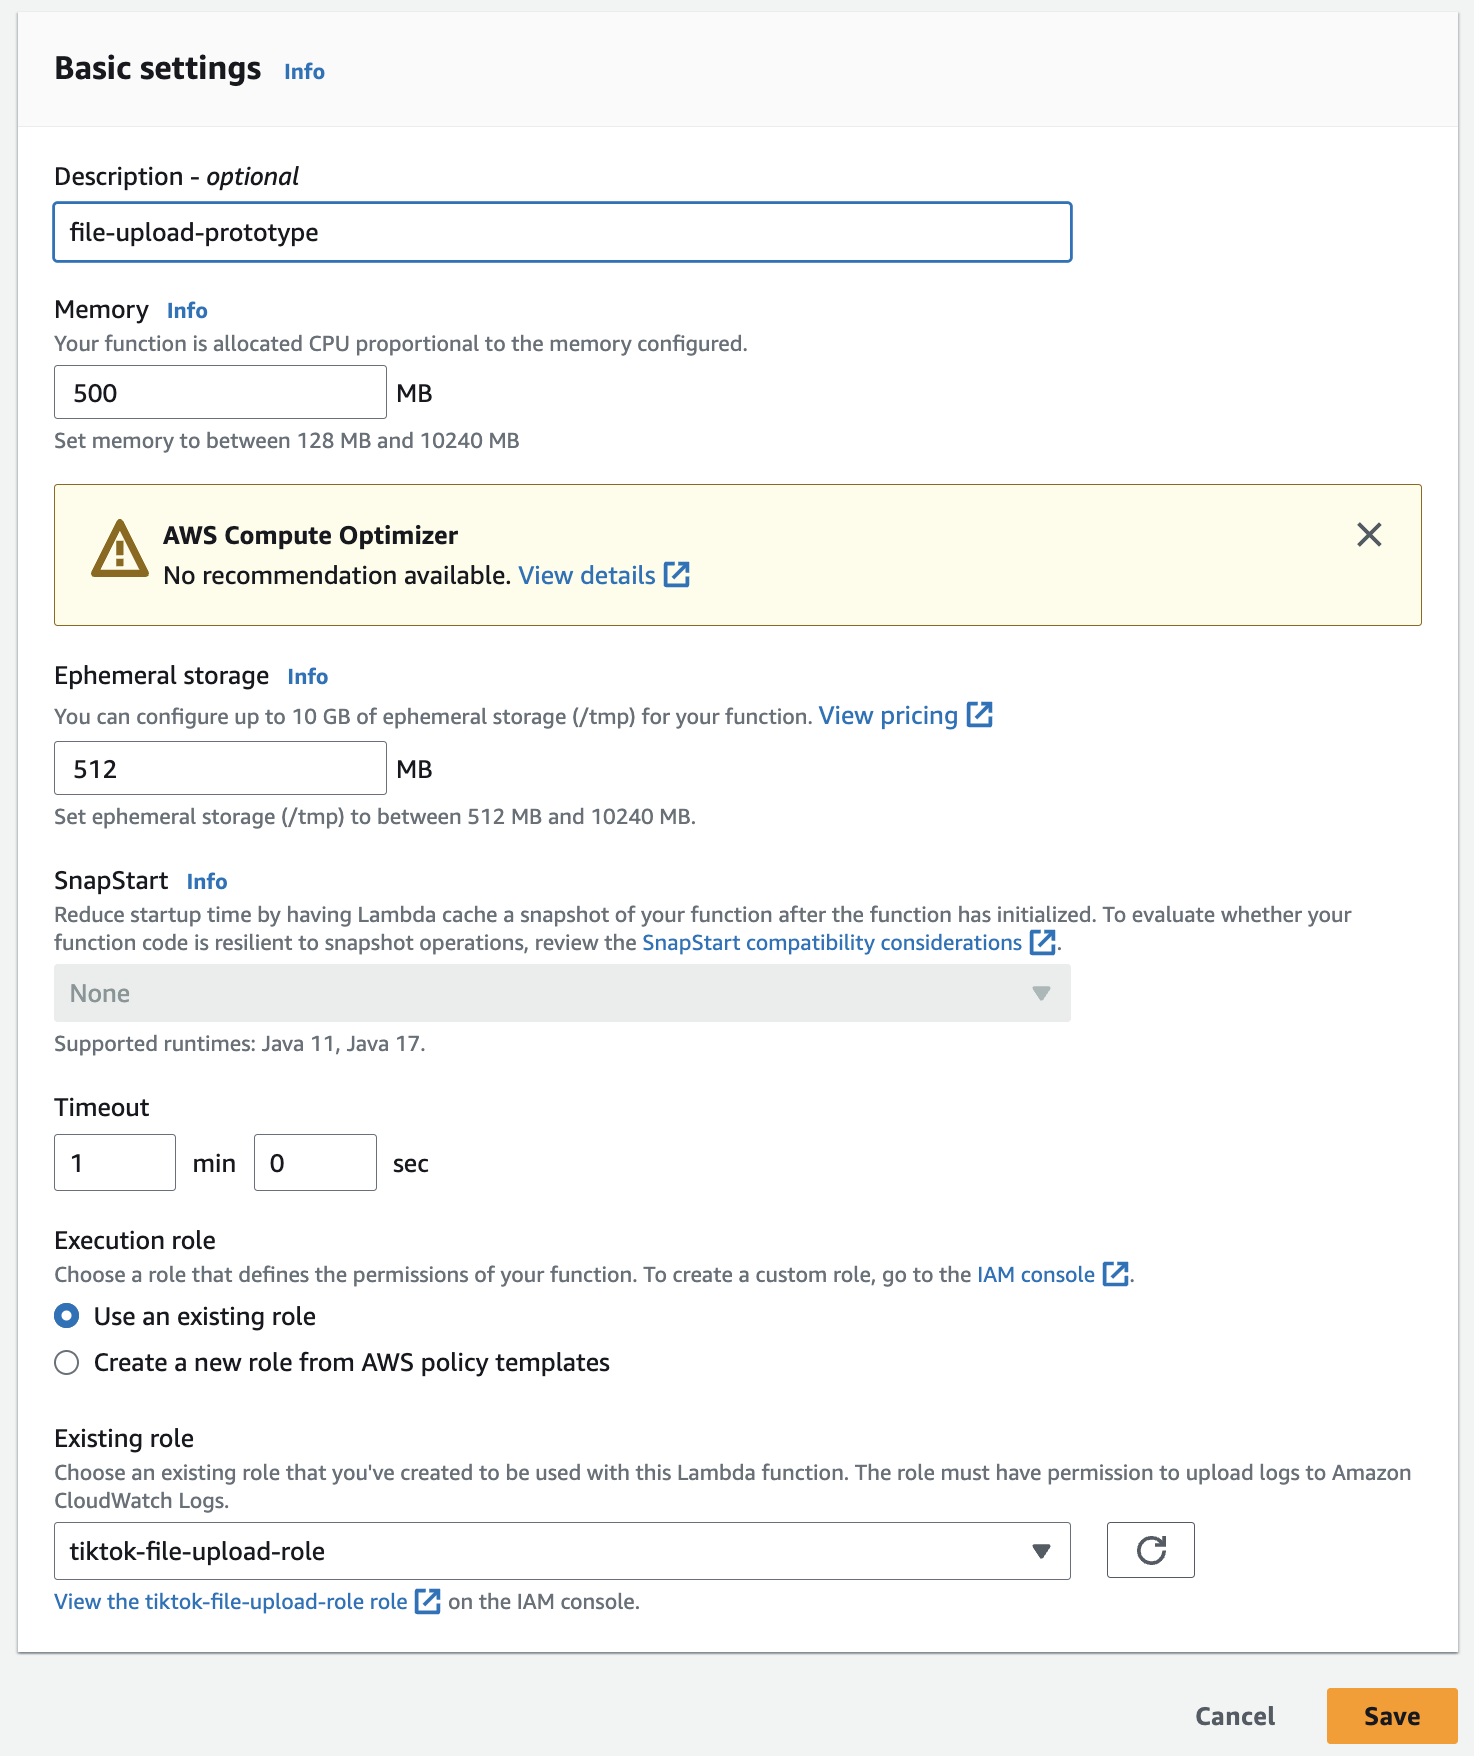 Basic settings Info
Description - optional
file-upload-prototype
Memory Info
Your function is allocated CPU proportional to the memory configured.
500 MB
Set memory to between 128 MB and 10240 MB
AWS Compute Optimizer
No recommendation available. View details
Ephemeral storage Info
You can configure up to 10 GB of ephemeral storage (/tmp) for your function. View pricing
512 MB
Set ephemeral storage (/tmp) to between 512 MB and 10240 MB.
SnapStart Info
Reduce startup time by having Lambda cache a snapshot of your function after the function has initialized. To evaluate whether your
function code is resilient to snapshot operations, review the SnapStart compatibility considerations.
None
Supported runtimes: Java 11, Java 17.
Timeout
1 min 0 sec
Execution role
Choose a role that defines the permissions of your function. To create a custom role, go to the IAM console.
Use an existing role
Create a new role from AWS policy templates
Existing role
Choose an existing role that you've created to be used with this Lambda function. The role must have permission to upload logs to Amazon
CloudWatch Logs.
tiktok-file-upload-role
View the tiktok-file-upload-role role on the IAM console.
Cancel Save